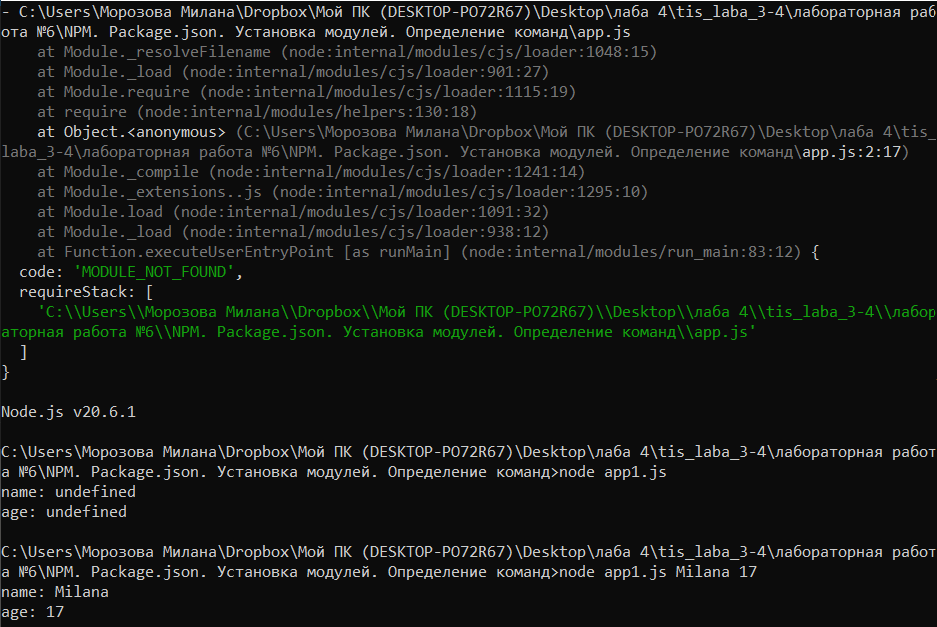 - C:\Users\Морозова Милана\Dropbox\Мой ПК (DESKTOP-PO72R67)\Desktop\лаба 4\tis_laba_3-4\лабораторная раб
ота №6\NPM. Package.json. Установка модулей. Определение команд\app.js
    at Module._resolveFilename (node:internal/modules/cjs/loader:1048:15)
    at Module._load (node:internal/modules/cjs/loader:901:27)
    at Module.require (node:internal/modules/cjs/loader:1115:19)
    at require (node:internal/modules/helpers:130:18)
    at Object.<anonymous> (C:\Users\Морозова Милана\Dropbox\Мой ПК (DESKTOP-PO72R67)\Desktop\лаба 4\tis_
laba_3-4\лабораторная работа №6\NPM. Package.json. Установка модулей. Определение команд\app.js:2:17)
    at Module._compile (node:internal/modules/cjs/loader:1241:14)
    at Module._extensions..js (node:internal/modules/cjs/loader:1295:10)
    at Module.load (node:internal/modules/cjs/loader:1091:32)
    at Module._load (node:internal/modules/cjs/loader:938:12)
    at Function.executeUserEntryPoint [as runMain] (node:internal/modules/run_main:83:12) {
  code: 'MODULE_NOT_FOUND',
  requireStack: [
    'C:\\Users\\Морозова Милана\\Dropbox\\Мой ПК (DESKTOP-PO72R67)\\Desktop\\лаба 4\\tis_laba_3-4\\лабор
аторная работа №6\\NPM. Package.json. Установка модулей. Определение команд\\app.js'
  ]
}
Node.js v20.6.1
C:\Users\Морозова Милана\Dropbox\Мой ПК (DESKTOP-PO72R67)\Desktop\лаба 4\tis_laba_3-4\лабораторная работ
а №6\NPM. Package.json. Установка модулей. Определение команд>node app1.js
name: undefined
age: undefined
C:\Users\Морозова Милана\Dropbox\Мой ПК (DESKTOP-PO72R67)\Desktop\лаба 4\tis_laba_3-4\лабораторная работ
а №6\NPM. Package.json. Установка модулей. Определение команд>node app1.js Milana 17
name: Milana
age: 17